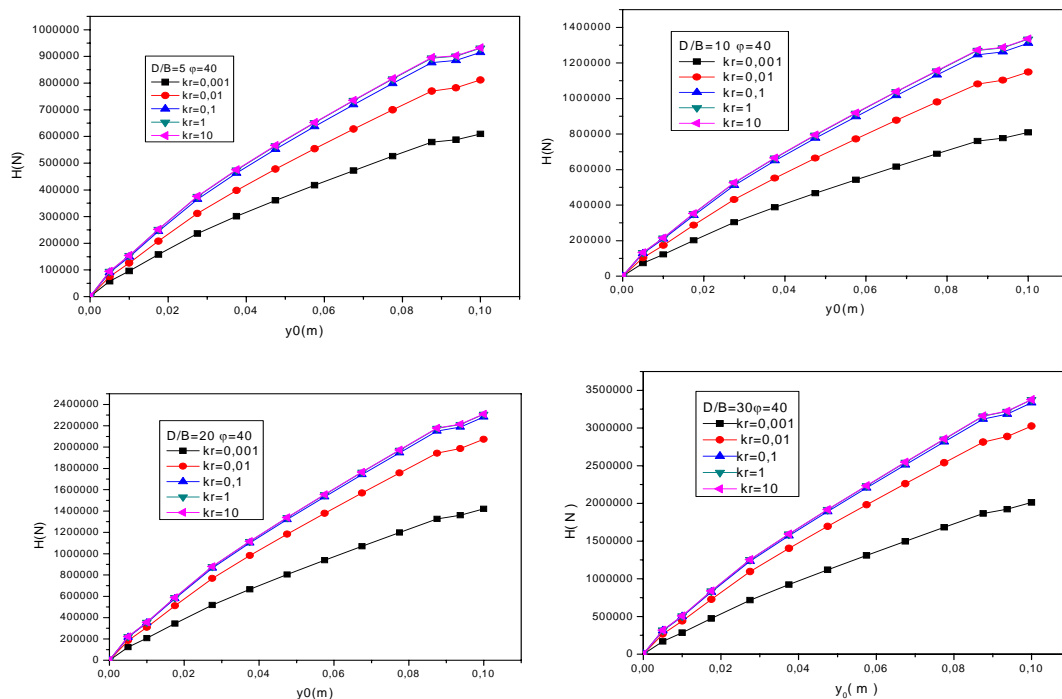 1000000
900000
800000
700000
600000
500000
400000
300000
200000
100000
0
H(N)
D/B=5 φ=40
kr=0,001
kr=0,01
kr=0,1
kr=1
kr=10
0,00 0,02 0,04 0,06 0,08 0,10
y0(m)
1400000
1200000
1000000
800000
600000
400000
200000
0
H(N)
D/B=10 φ=40
kr=0,001
kr=0,01
kr=0,1
kr=1
kr=10
0,00 0,02 0,04 0,06 0,08 0,10
y0(m)
2400000
2200000
2000000
1800000
1600000
1400000
1200000
1000000
800000
600000
400000
200000
0
H(N)
D/B=20 φ=40
kr=0,001
kr=0,01
kr=0,1
kr=1
kr=10
0,00 0,02 0,04 0,06 0,08 0,10
y0(m)
3500000
3000000
2500000
2000000
1500000
1000000
500000
0
H(N)
D/B=30φ=40
kr=0,001
kr=0,01
kr=0,1
kr=1
kr=10
0,00 0,02 0,04 0,06 0,08 0,10
y₀(m)